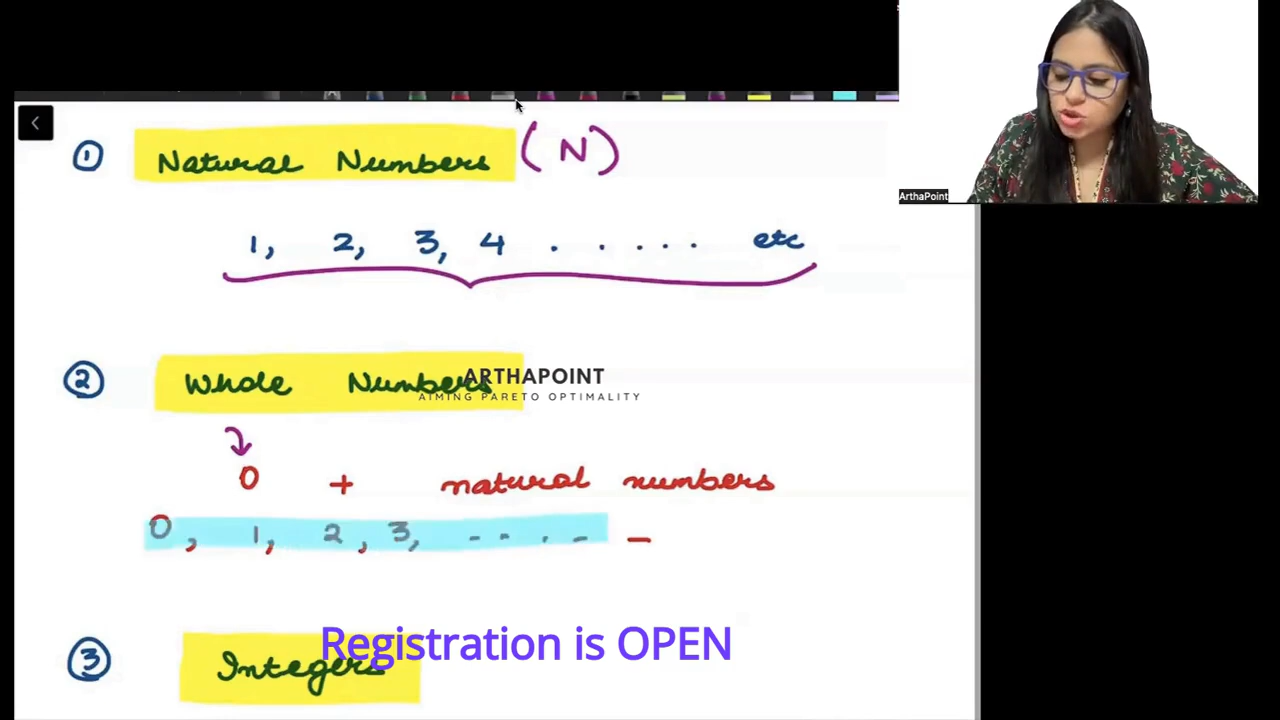 ① Natural Numbers (N)
1, 2, 3, 4 . . . . . etc
ArthaPoint
② Whole Numbers
ARTHAPOINT
AIMING PARETO OPTIMALITY
0 + natural numbers
0, 1, 2, 3, - - . - -
③ Integers
Registration is OPEN